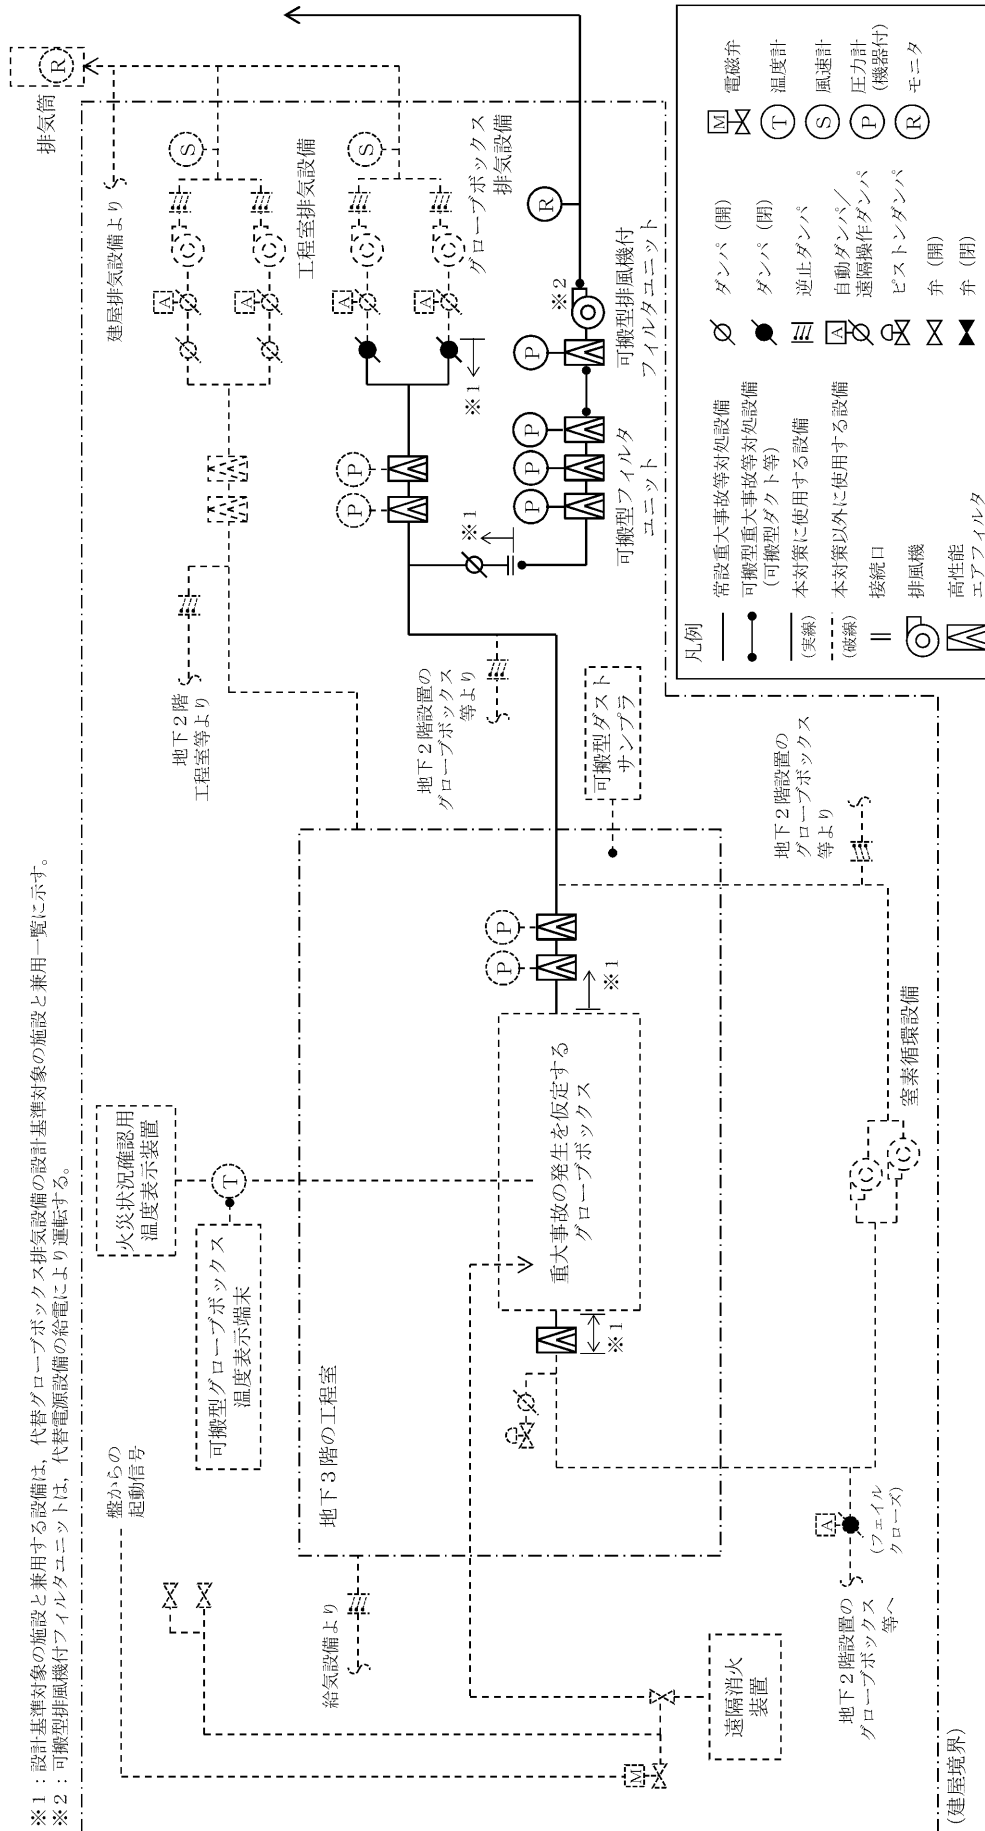 ※1：設計基準対象の施設と兼用する設備は，代替グローブボックス排気設備の設計基準対象の施設と兼用一覧に示す。
※2：可搬型排風機付フィルタユニットは，代替電源設備の給電により運転する。
盤からの
起動信号
火災状況確認用
温度表示装置
可搬型グローブボックス
温度表示端末
T
地下2階
工程室等より
建屋排気設備より
排気筒
R
S
A
A
工程室排気設備
S
A
A
グローブボックス
排気設備
※1
P
P
※1
地下2階設置の
グローブボックス
等より
給気設備より
地下3階の工程室
重大事故の発生を仮定する
グローブボックス
※1
※1
P
P
可搬型ダスト
サンプラ
P
P
P
P
可搬型フィルタ
ユニット
可搬型排風機付
フィルタユニット
※2
R
M
遠隔消火
装置
地下2階設置の
グローブボックス
等へ
A
(フェイル
クローズ)
窒素循環設備
地下2階設置の
グローブボックス
等より
(建屋境界)
凡例
常設重大事故等対処設備
可搬型重大事故等対処設備
(可搬型ダクト等)
(実線)
本対策に使用する設備
(破線)
本対策以外に使用する設備
接続口
排風機
高性能
エアフィルタ
ダンパ (開)
ダンパ (閉)
逆止ダンパ
A
自動ダンパ／
遠隔操作ダンパ
ピストンダンパ
弁 (開)
弁 (閉)
M
電磁弁
T
温度計
S
風速計
P
圧力計
(機器付)
R
モニタ